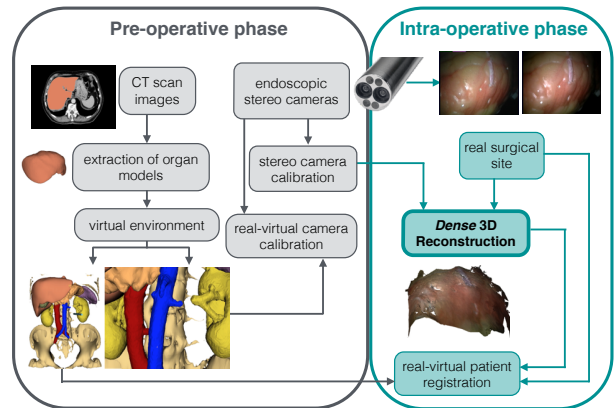 Pre-operative phase
CT scan
images
extraction of organ
models
virtual environment
endoscopic
stereo cameras
stereo camera
calibration
real-virtual camera
calibration
Intra-operative phase
real surgical
site
Dense 3D
Reconstruction
real-virtual patient
registration